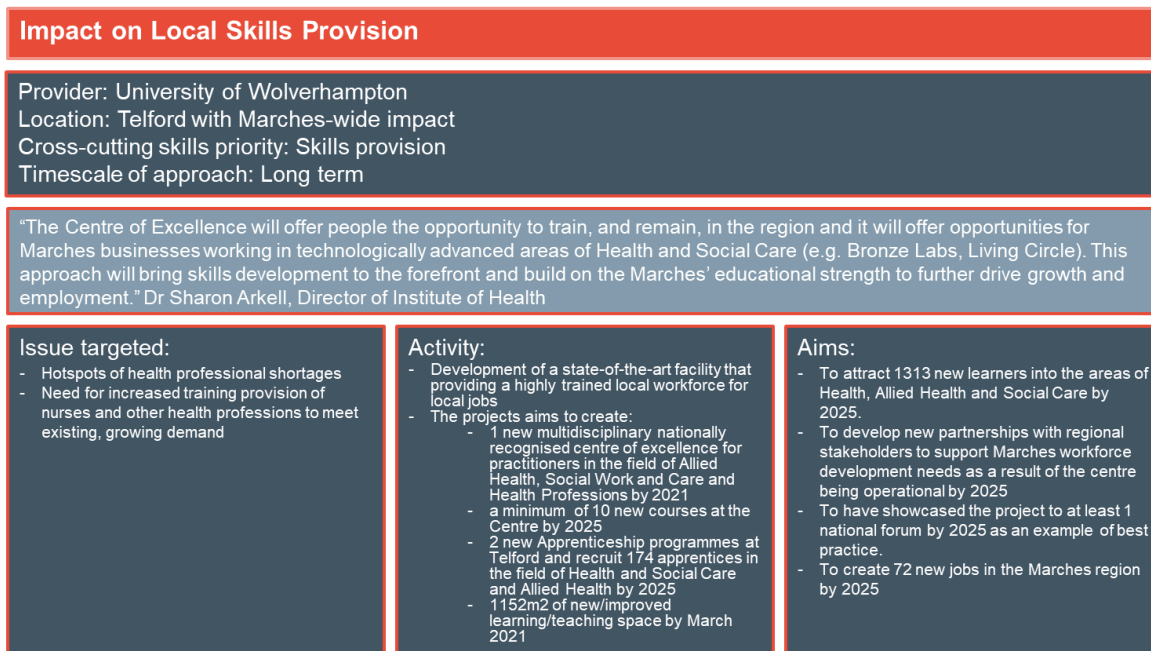 Impact on Local Skills Provision
Provider: University of Wolverhampton
Location: Telford with Marches-wide impact
Cross-cutting skills priority: Skills provision
Timescale of approach: Long term
“The Centre of Excellence will offer people the opportunity to train, and remain, in the region and it will offer opportunities for
Marches businesses working in technologically advanced areas of Health and Social Care (e.g. Bronze Labs, Living Circle). This
approach will bring skills development to the forefront and build on the Marches’ educational strength to further drive growth and
employment.” Dr Sharon Arkell, Director of Institute of Health
Issue targeted:
- Hotspots of health professional shortages
- Need for increased training provision of
nurses and other health professions to meet
existing, growing demand
Activity:
- Development of a state-of-the-art facility that
providing a highly trained local workforce for
local jobs
- The projects aims to create:
- 1 new multidisciplinary nationally
recognised centre of excellence for
practitioners in the field of Allied
Health, Social Work and Care and
Health Professions by 2021
- a minimum of 10 new courses at the
Centre by 2025
- 2 new Apprenticeship programmes at
Telford and recruit 174 apprentices in
the field of Health and Social Care
and Allied Health by 2025
- 1152m2 of new/improved
learning/teaching space by March
2021
Aims:
- To attract 1313 new learners into the areas of
Health, Allied Health and Social Care by
2025.
- To develop new partnerships with regional
stakeholders to support Marches workforce
development needs as a result of the centre
being operational by 2025
- To have showcased the project to at least 1
national forum by 2025 as an example of best
practice.
- To create 72 new jobs in the Marches region
by 2025